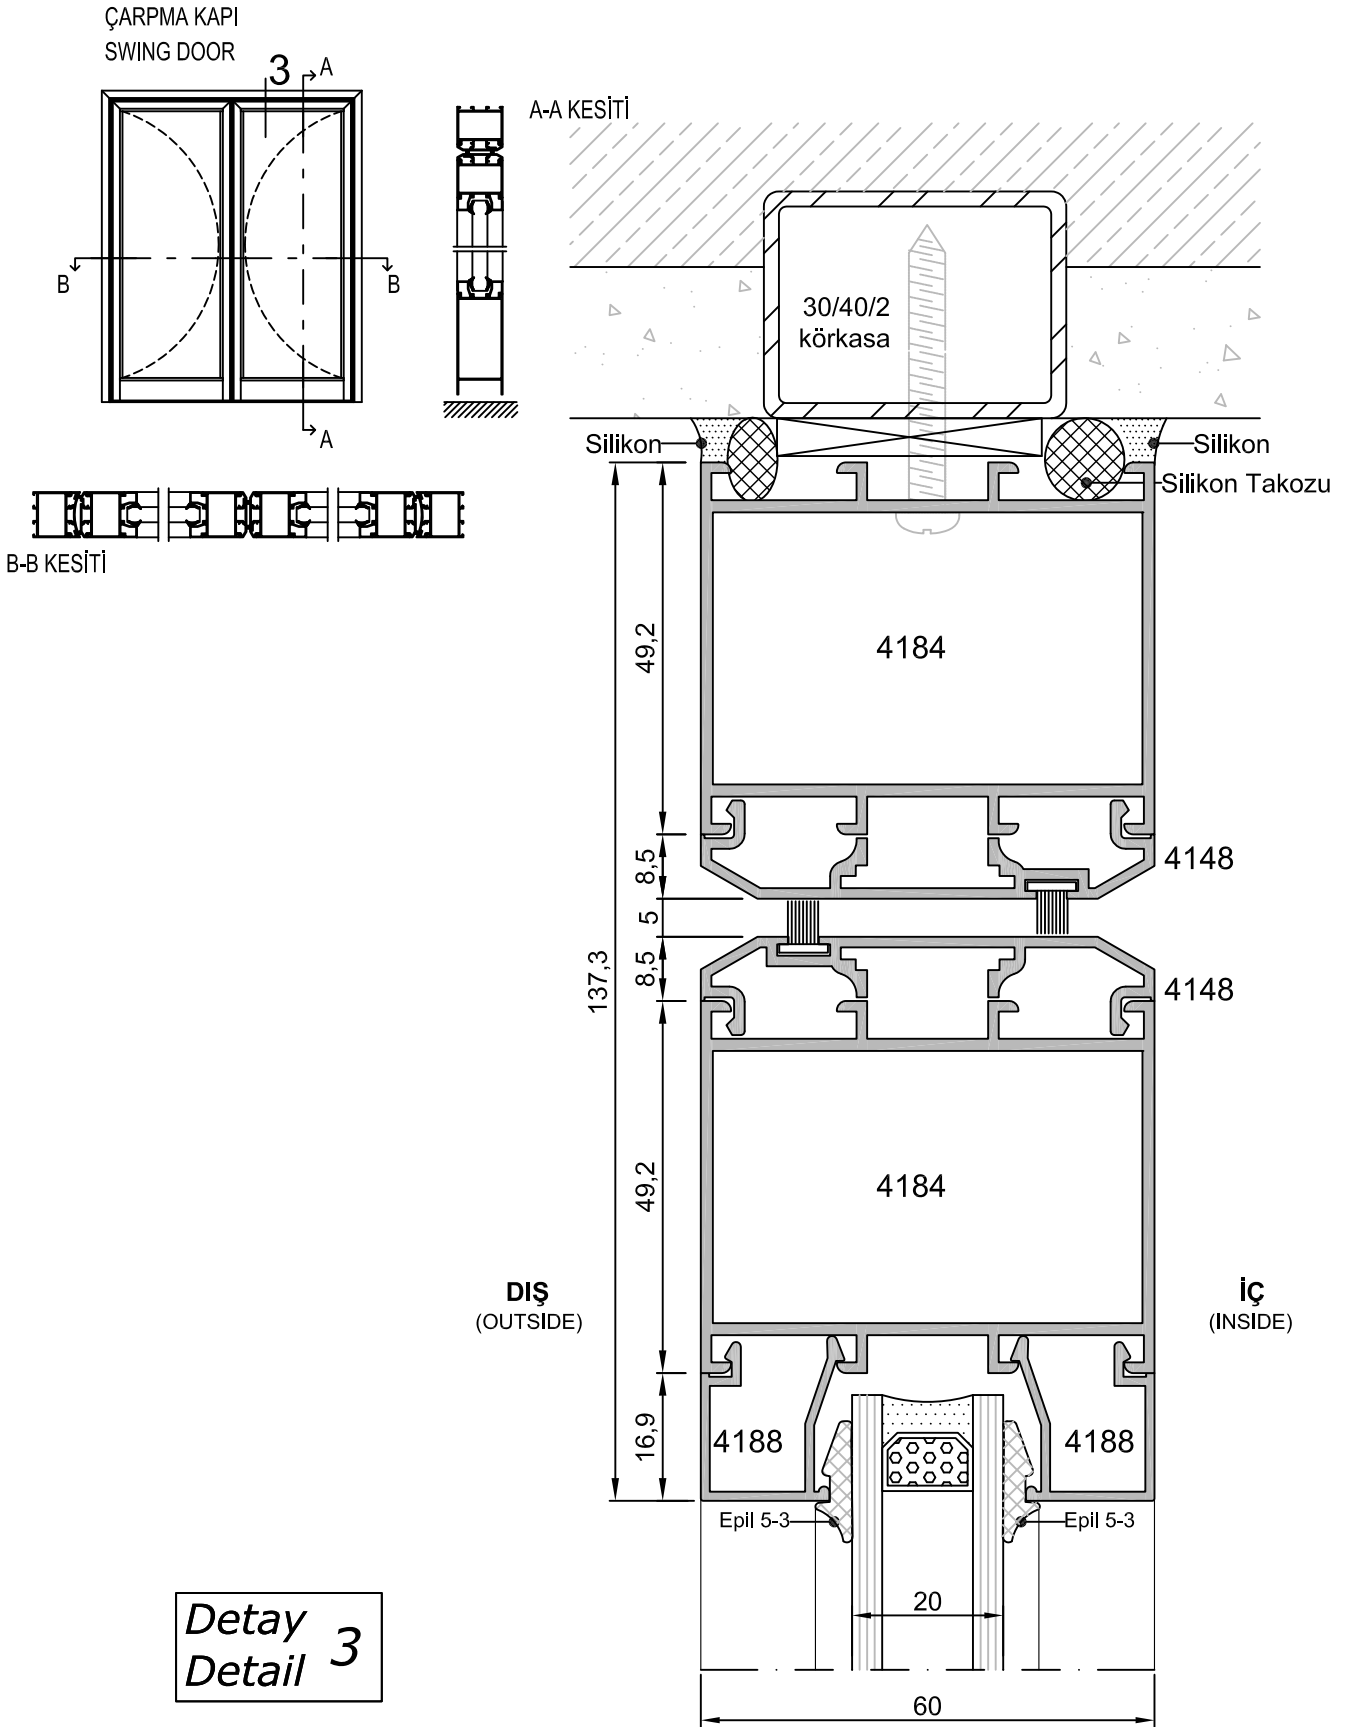 ÇARPMA KAPI
SWING DOOR
3
A
A-A KESİTİ
B
B
A
B-B KESİTİ
30/40/2
körkasa
Silikon
Silikon
Silikon Takozu
49,2
4184
8,5
4148
5
137,3
8,5
4148
49,2
4184
DIŞ
(OUTSIDE)
İÇ
(INSIDE)
16,9
4188
4188
Epil 5-3
Epil 5-3
20
60
Detay
Detail
3